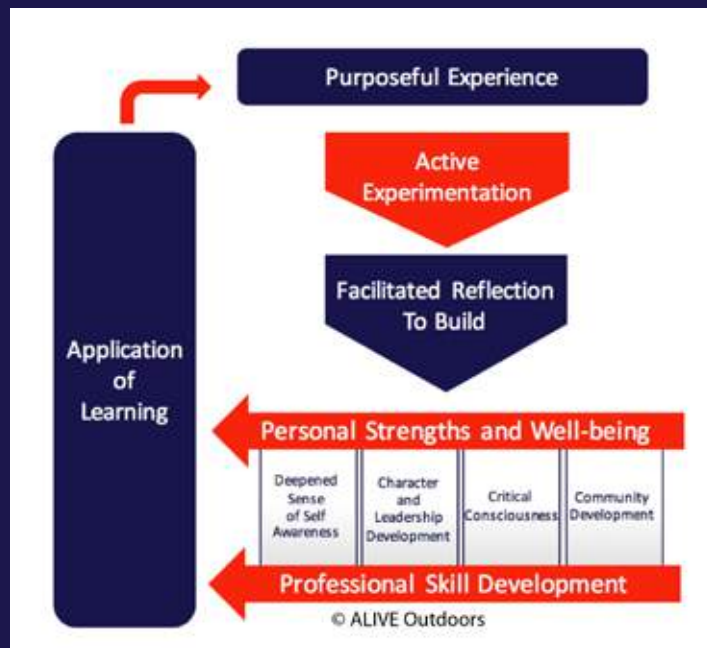 Purposeful Experience
Active
Experimentation
Facilitated Reflection
To Build
Application
of
Learning
Personal Strengths and Well-being
Deepened
Sense
of Self
Awareness
Character
and
Leadership
Development
Critical
Consciousness
Community
Development
Professional Skill Development
© ALIVE Outdoors